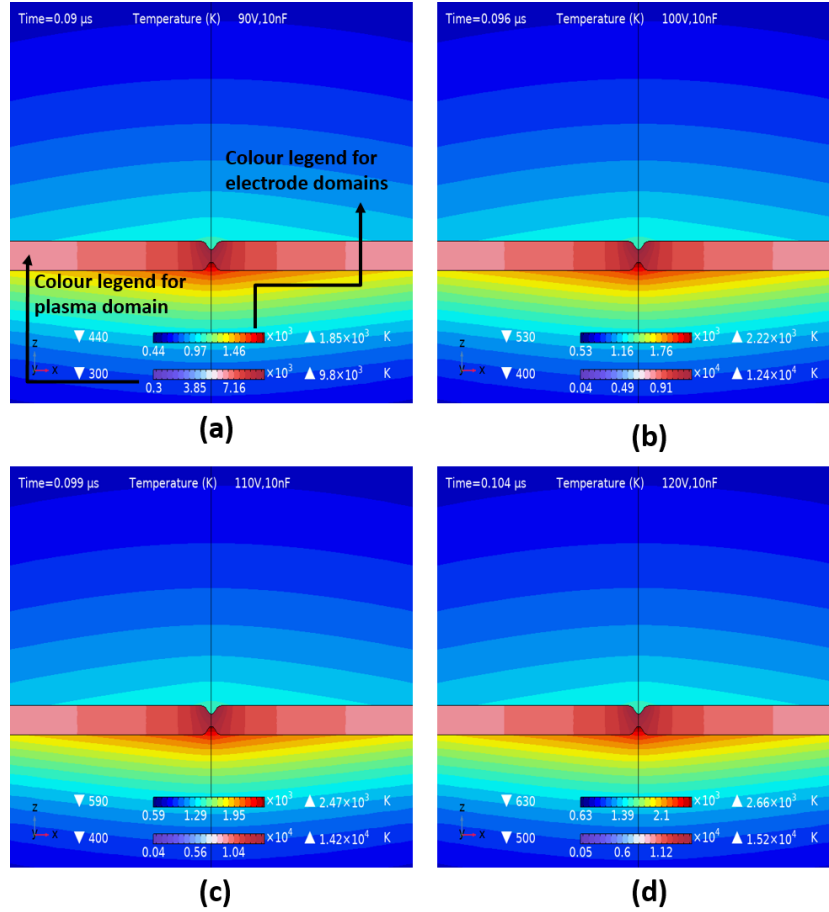 Time=0.09 µs Temperature (K) 90V,10nF
Colour legend for
electrode domains
Colour legend for
plasma domain
▼ 440 ×10³ ▲ 1.85×10³ K
0.44 0.97 1.46
▼ 300 ×10³ ▲ 9.8×10³ K
0.3 3.85 7.16
z
y x
(a)
Time=0.096 µs Temperature (K) 100V,10nF
▼ 530 ×10³ ▲ 2.22×10³ K
0.53 1.16 1.76
▼ 400 ×10⁴ ▲ 1.24×10⁴ K
0.04 0.49 0.91
z
y x
(b)
Time=0.099 µs Temperature (K) 110V,10nF
▼ 590 ×10³ ▲ 2.47×10³ K
0.59 1.29 1.95
▼ 400 ×10⁴ ▲ 1.42×10⁴ K
0.04 0.56 1.04
z
y x
(c)
Time=0.104 µs Temperature (K) 120V,10nF
▼ 630 ×10³ ▲ 2.66×10³ K
0.63 1.39 2.1
▼ 500 ×10⁴ ▲ 1.52×10⁴ K
0.05 0.6 1.12
z
y x
(d)